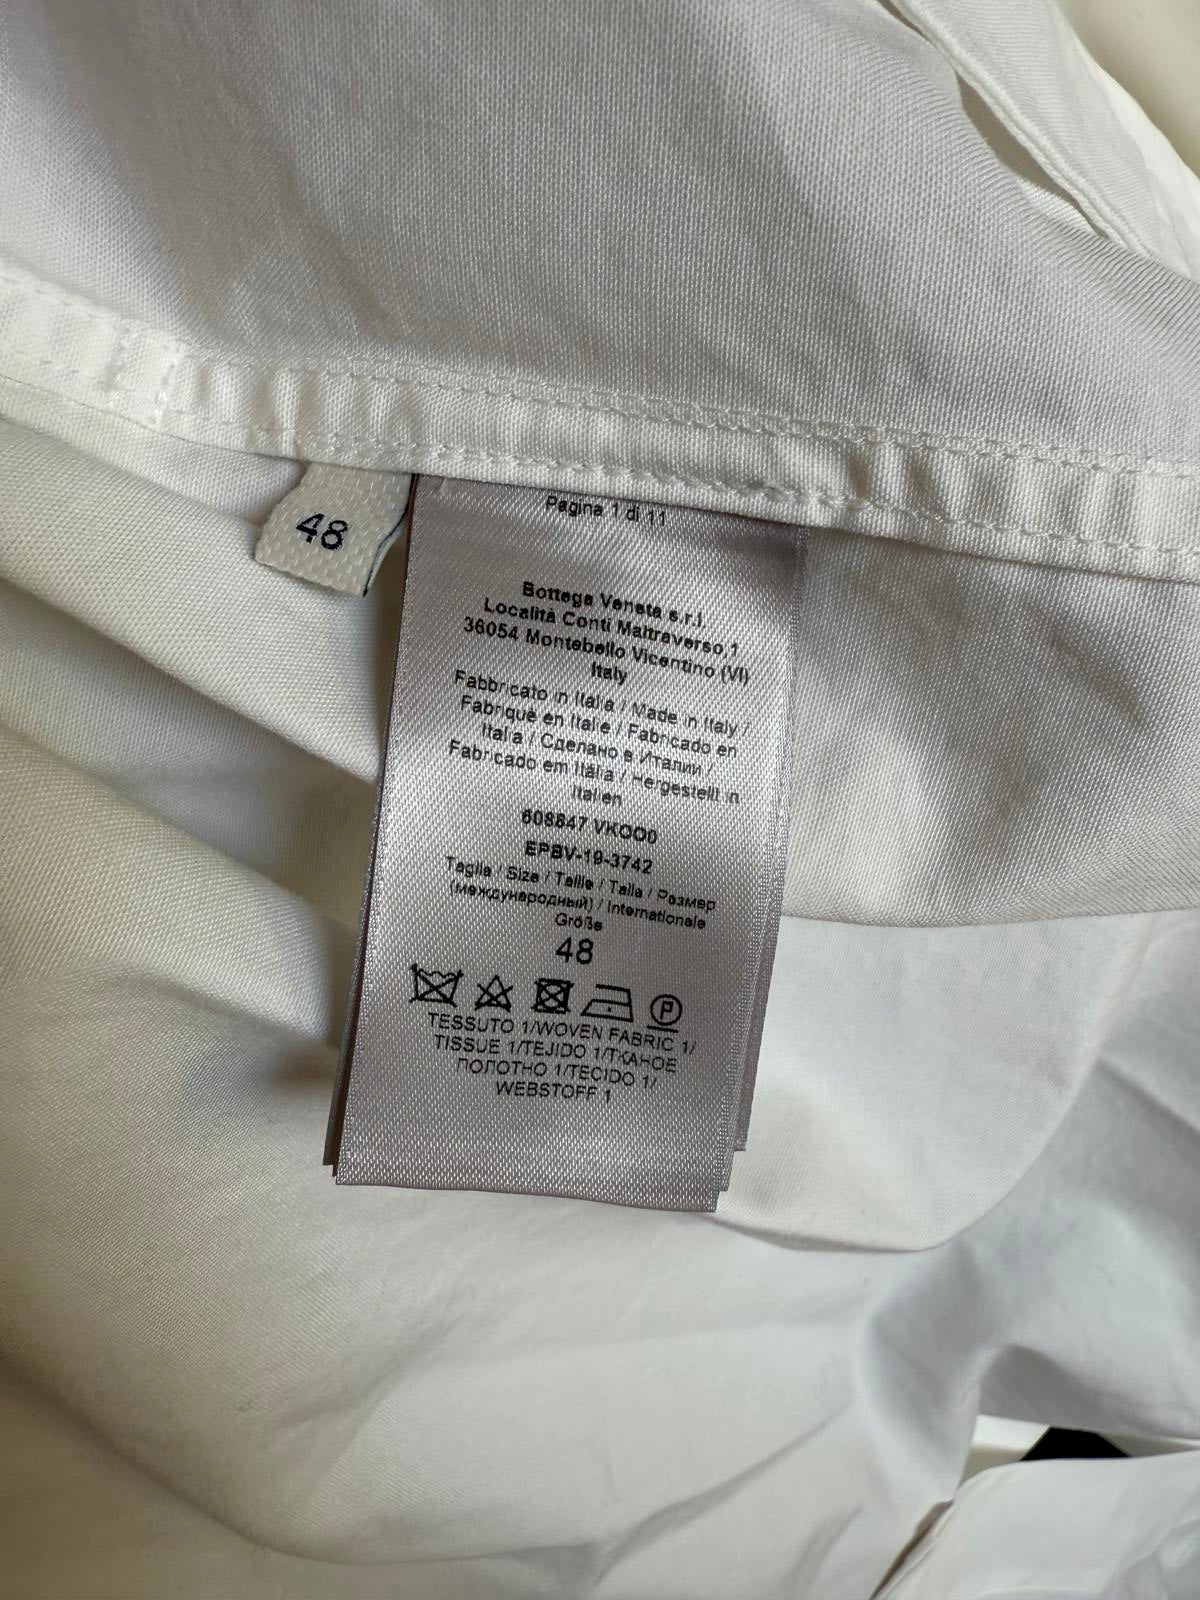 48
Pagina 1 di 11
Bottega Veneta s.r.l.
Località Conti Maltraverso,1
36054 Montebello Vicentino (VI)
Italy
Fabbricato in Italia / Made in Italy /
Fabriqué en Italie / Fabricado en
Italia / Сделано в Италии /
Fabricado em Itália / Hergestellt in
Italien
608847 VKOO0
EPBV-19-3742
Taglia / Size / Taille / Talla / Размер
(международный) / Internationale
Größe
48
P
TESSUTO 1/WOVEN FABRIC 1/
TISSUE 1/TEJIDO 1/ТКАНОЕ
ПОЛОТНО 1/TECIDO 1/
WEBSTOFF 1